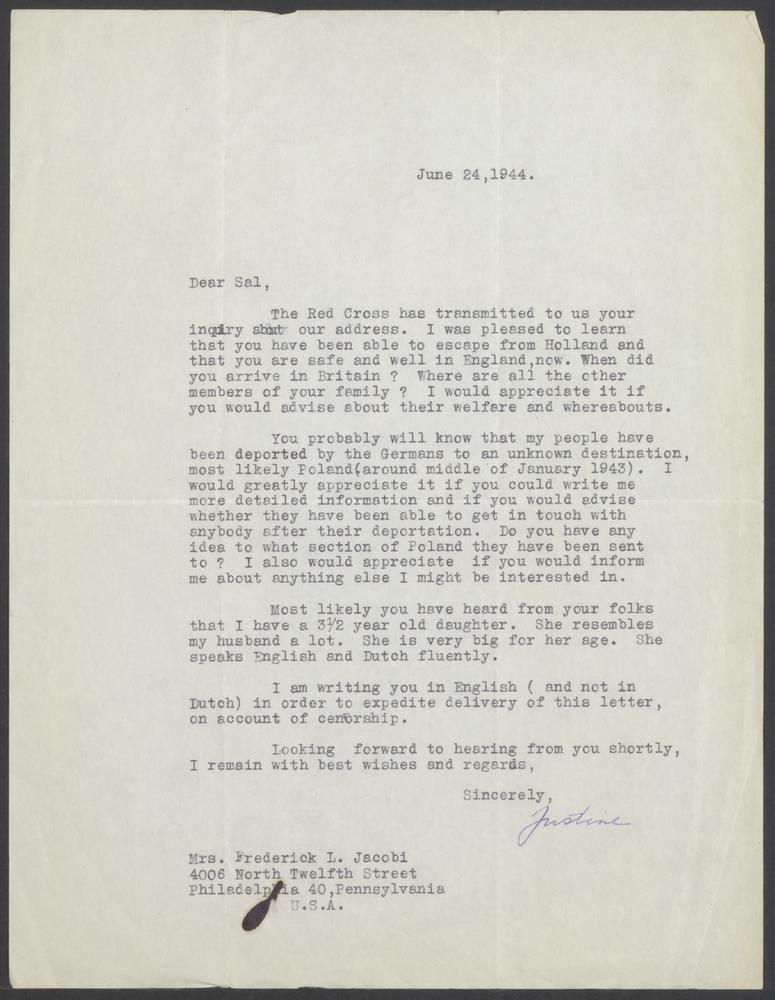 June 24,1944.
Dear Sal,
The Red Cross has transmitted to us your
inquiry about our address. I was pleased to learn
that you have been able to escape from Holland and
that you are safe and well in England,now. When did
you arrive in Britain ? Where are all the other
members of your family ? I would appreciate it if
you would advise about their welfare and whereabouts.
You probably will know that my people have
been deported by the Germans to an unknown destination,
most likely Poland(around middle of January 1943). I
would greatly appreciate it if you could write me
more detailed information and if you would advise
whether they have been able to get in touch with
anybody after their deportation. Do you have any
idea to what section of Poland they have been sent
to ? I also would appreciate if you would inform
me about anything else I might be interested in.
Most likely you have heard from your folks
that I have a 3½ year old daughter. She resembles
my husband a lot. She is very big for her age. She
speaks English and Dutch fluently.
I am writing you in English ( and not in
Dutch) in order to expedite delivery of this letter,
on account of censorship.
Looking forward to hearing from you shortly,
I remain with best wishes and regards,
Sincerely,
Justine
Mrs. Frederick L. Jacobi
4006 North Twelfth Street
Philadelphia 40,Pennsylvania
U.S.A.